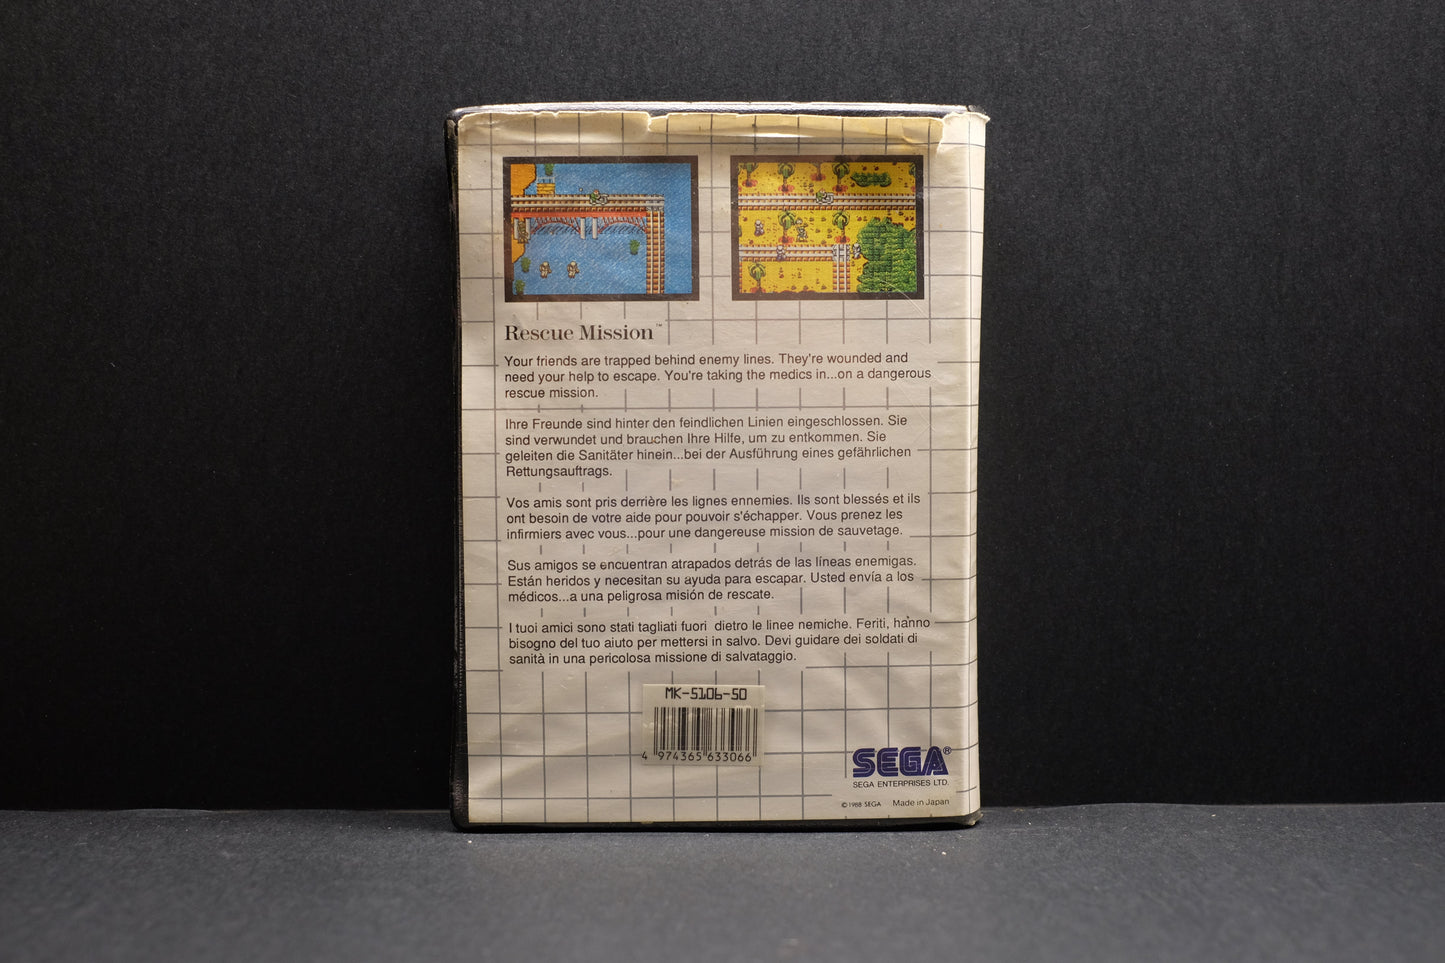 Rescue Mission™
Your friends are trapped behind enemy lines. They're wounded and
need your help to escape. You're taking the medics in...on a dangerous
rescue mission.
Ihre Freunde sind hinter den feindlichen Linien eingeschlossen. Sie
sind verwundet und brauchen Ihre Hilfe, um zu entkommen. Sie
geleiten die Sanitäter hinein...bei der Ausführung eines gefährlichen
Rettungsauftrags.
Vos amis sont pris derrière les lignes ennemies. Ils sont blessés et ils
ont besoin de votre aide pour pouvoir s'échapper. Vous prenez les
infirmiers avec vous...pour une dangereuse mission de sauvetage.
Sus amigos se encuentran atrapados detrás de las líneas enemigas.
Están heridos y necesitan su ayuda para escapar. Usted envía a los
médicos...a una peligrosa misión de rescate.
I tuoi amici sono stati tagliati fuori dietro le linee nemiche. Feriti, hanno
bisogno del tuo aiuto per mettersi in salvo. Devi guidare dei soldati di
sanità in una pericolosa missione di salvataggio.
MK-5106-50
4 974365 633066
SEGA®
SEGA ENTERPRISES LTD.
©1988 SEGA Made in Japan